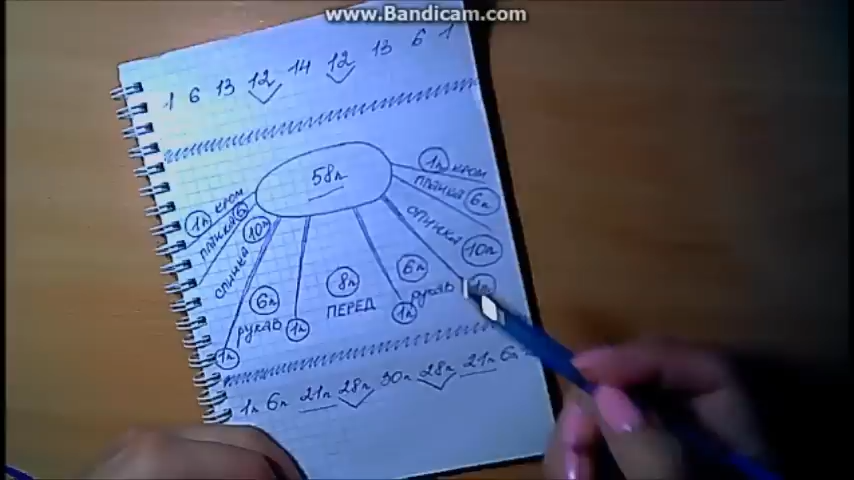 www.Bandicam.com
1 6 13 12 14 12 13 6 1
58п
1п кром
планка 6п
спинка 10п
1п
рукав 6п
1п
перед 8п
1п
рукав 6п
1п
спинка 10п
планка 6п
1п кром
1п 6п 21п 28п 30п 28п 21п 6п